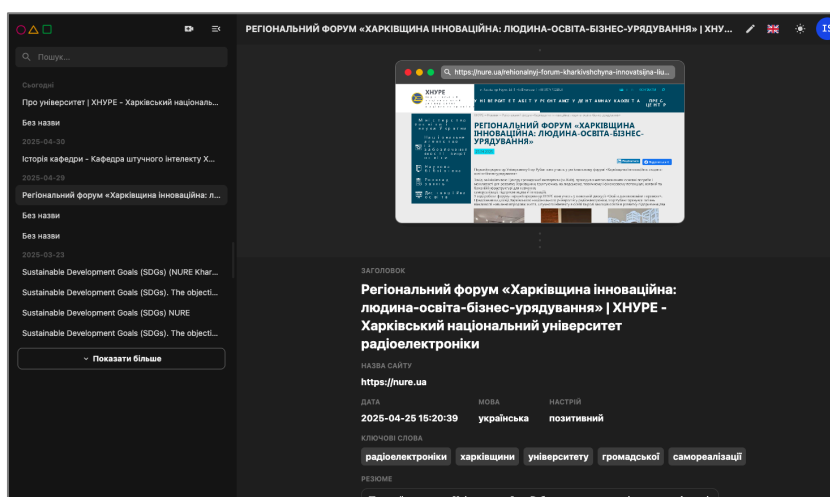 РЕГІОНАЛЬНИЙ ФОРУМ «ХАРКІВЩИНА ІННОВАЦІЙНА: ЛЮДИНА-ОСВІТА-БІЗНЕС-УРЯДУВАННЯ» | ХНУ...
IS
Пошук...
Сьогодні
Про університет | ХНУРЕ - Харківський націонал...
Без назви
2025-04-30
Історія кафедри - Кафедра штучного інтелекту Х...
2025-04-29
Регіональний форум «Харківщина інноваційна: л...
Без назви
Без назви
2025-03-23
Sustainable Development Goals (SDGs) (NURE Khar...
Sustainable Development Goals (SDGs). The objecti...
Sustainable Development Goals (SDGs) NURE
Sustainable Development Goals (SDGs). The objecti...
Показати більше
https://nure.ua/rehionalnyj-forum-kharkivshchyna-innovatsijna-liu...
ХНУРЕ
РЕГІОНАЛЬНИЙ ФОРУМ «ХАРКІВЩИНА
ІННОВАЦІЙНА: ЛЮДИНА-ОСВІТА-БІЗНЕС-
УРЯДУВАННЯ»
ЗАГОЛОВОК
Регіональний форум «Харківщина інноваційна:
людина-освіта-бізнес-урядування» | ХНУРЕ -
Харківський національний університет
радіоелектроніки
НАЗВА САЙТУ
https://nure.ua
ДАТА МОВА НАСТРІЙ
2025-04-25 15:20:39 українська позитивний
КЛЮЧОВІ СЛОВА
радіоелектроніки харківщини університету громадської самореалізації
РЕЗЮМЕ